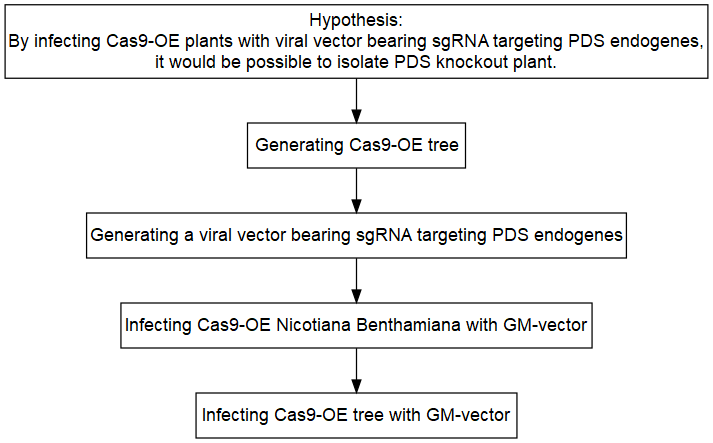 Hypothesis:
By infecting Cas9-OE plants with viral vector bearing sgRNA targeting PDS endogenes,
it would be possible to isolate PDS knockout plant.
Generating Cas9-OE tree
Generating a viral vector bearing sgRNA targeting PDS endogenes
Infecting Cas9-OE Nicotiana Benthamiana with GM-vector
Infecting Cas9-OE tree with GM-vector